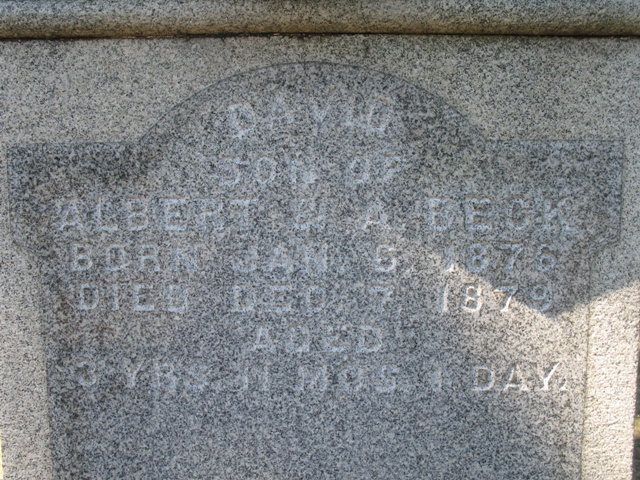 DAVID
SON OF
ALBERT & A. BECK
BORN JAN. 6, 1876
DIED DEC. 7, 1879
AGED
3 YRS. 11 MOS. 1 DAY.